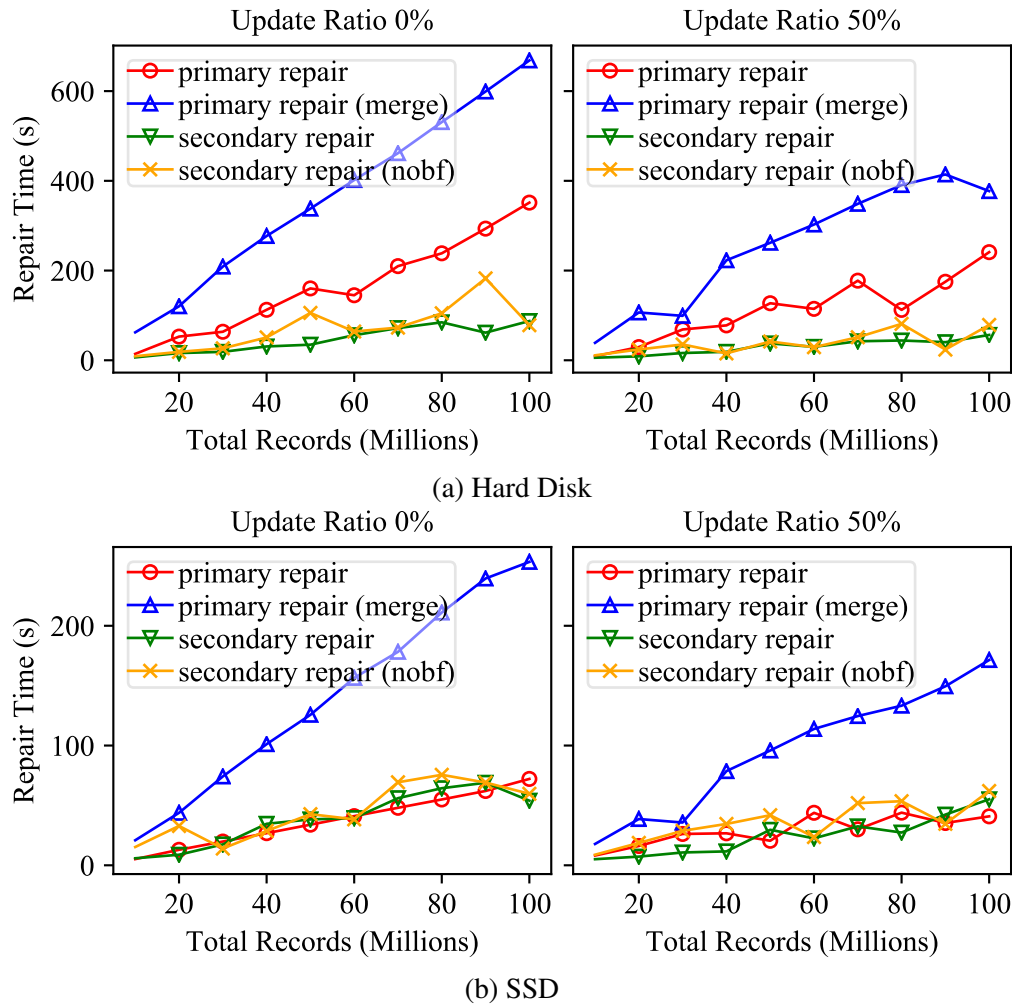 Update Ratio 0%
Update Ratio 50%
Repair Time (s)
600
400
200
0
primary repair
primary repair (merge)
secondary repair
secondary repair (nobf)
primary repair
primary repair (merge)
secondary repair
secondary repair (nobf)
20 40 60 80 100
20 40 60 80 100
Total Records (Millions)
Total Records (Millions)
(a) Hard Disk
Update Ratio 0%
Update Ratio 50%
Repair Time (s)
200
100
0
primary repair
primary repair (merge)
secondary repair
secondary repair (nobf)
primary repair
primary repair (merge)
secondary repair
secondary repair (nobf)
20 40 60 80 100
20 40 60 80 100
Total Records (Millions)
Total Records (Millions)
(b) SSD